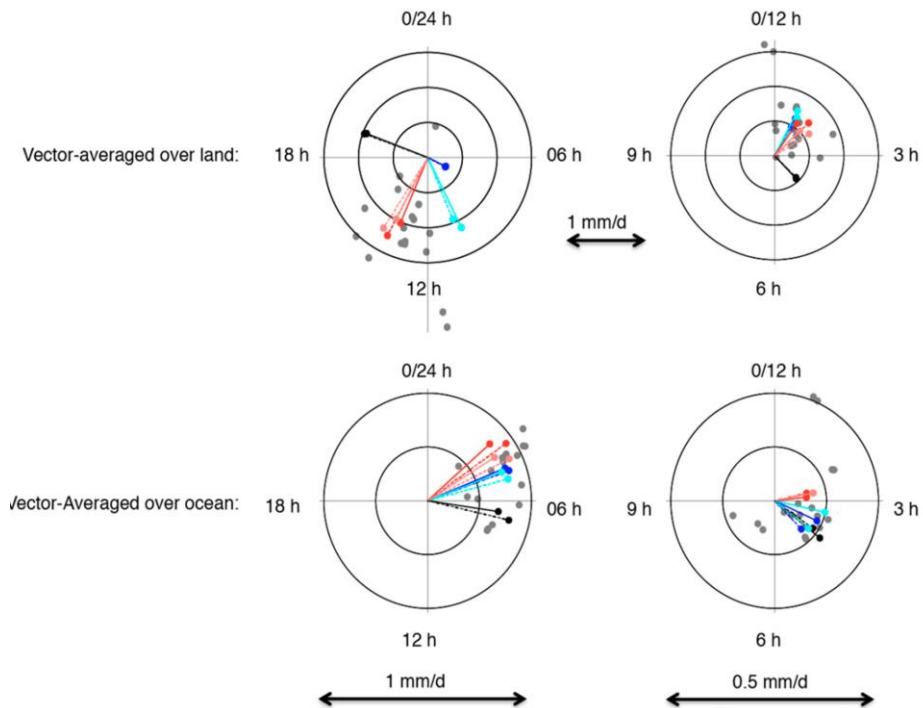 0/24 h 0/12 h
Vector-averaged over land: 18 h 06 h 9 h 3 h
1 mm/d
12 h 6 h
0/24 h 0/12 h
Vector-Averaged over ocean: 18 h 06 h 9 h 3 h
12 h 6 h
1 mm/d 0.5 mm/d